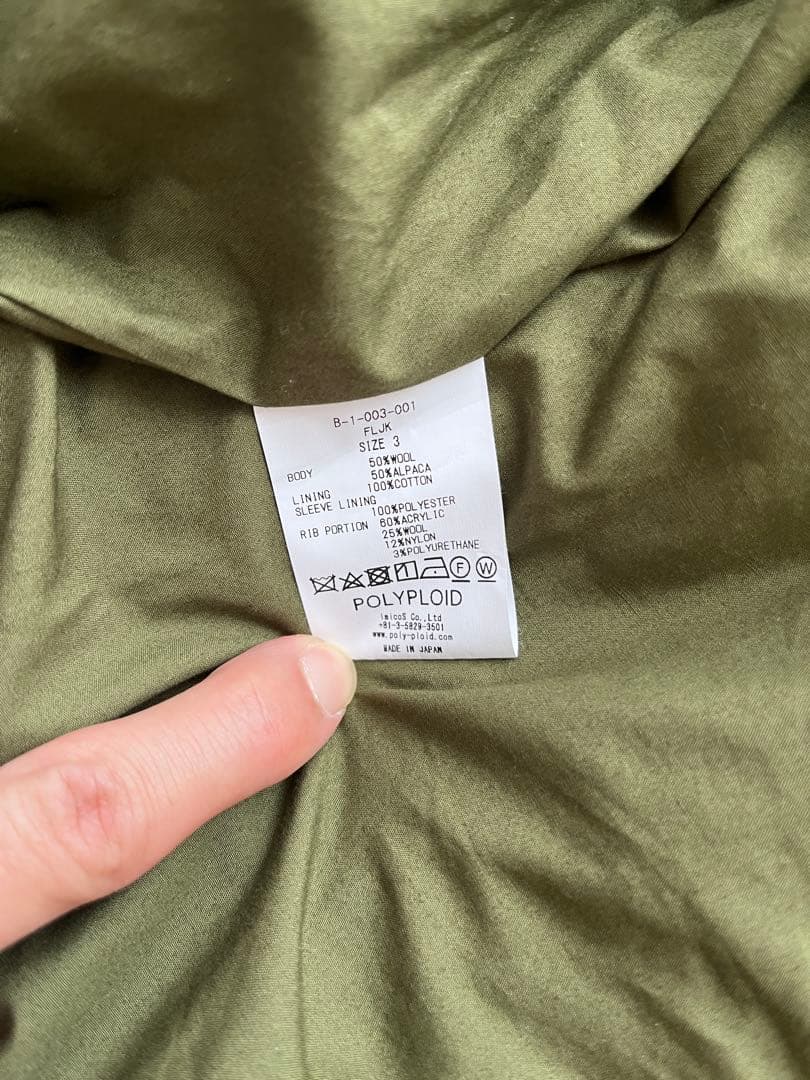 B-1-003-001
FLJK
SIZE 3
BODY 50%WOOL
50%ALPACA
LINING 100%COTTON
SLEEVE LINING 100%POLYESTER
RIB PORTION 60%ACRYLIC
25%WOOL
12%NYLON
3%POLYURETHANE
F W
POLYPLOID
imicoS Co.,Ltd
+81-3-5829-3501
www.poly-ploid.com
MADE IN JAPAN